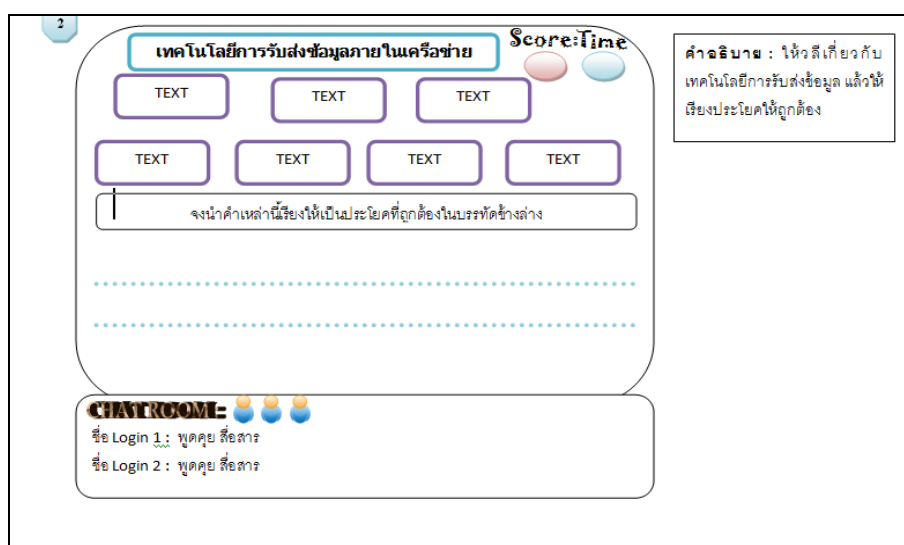 2
เทคโนโลยีการรับส่งข้อมูลภายในเครือข่าย
Score:Time
TEXT TEXT TEXT
TEXT TEXT TEXT TEXT
จงนำคำเหล่านี้เรียงให้เป็นประโยคที่ถูกต้องในบรรทัดข้างล่าง
CHATROOM :
ชื่อ Login 1 : พูดคุย สื่อสาร
ชื่อ Login 2 : พูดคุย สื่อสาร
คำอธิบาย : ให้วลีเกี่ยวกับ
เทคโนโลยีการรับส่งข้อมูล แล้วให้
เรียงประโยคให้ถูกต้อง